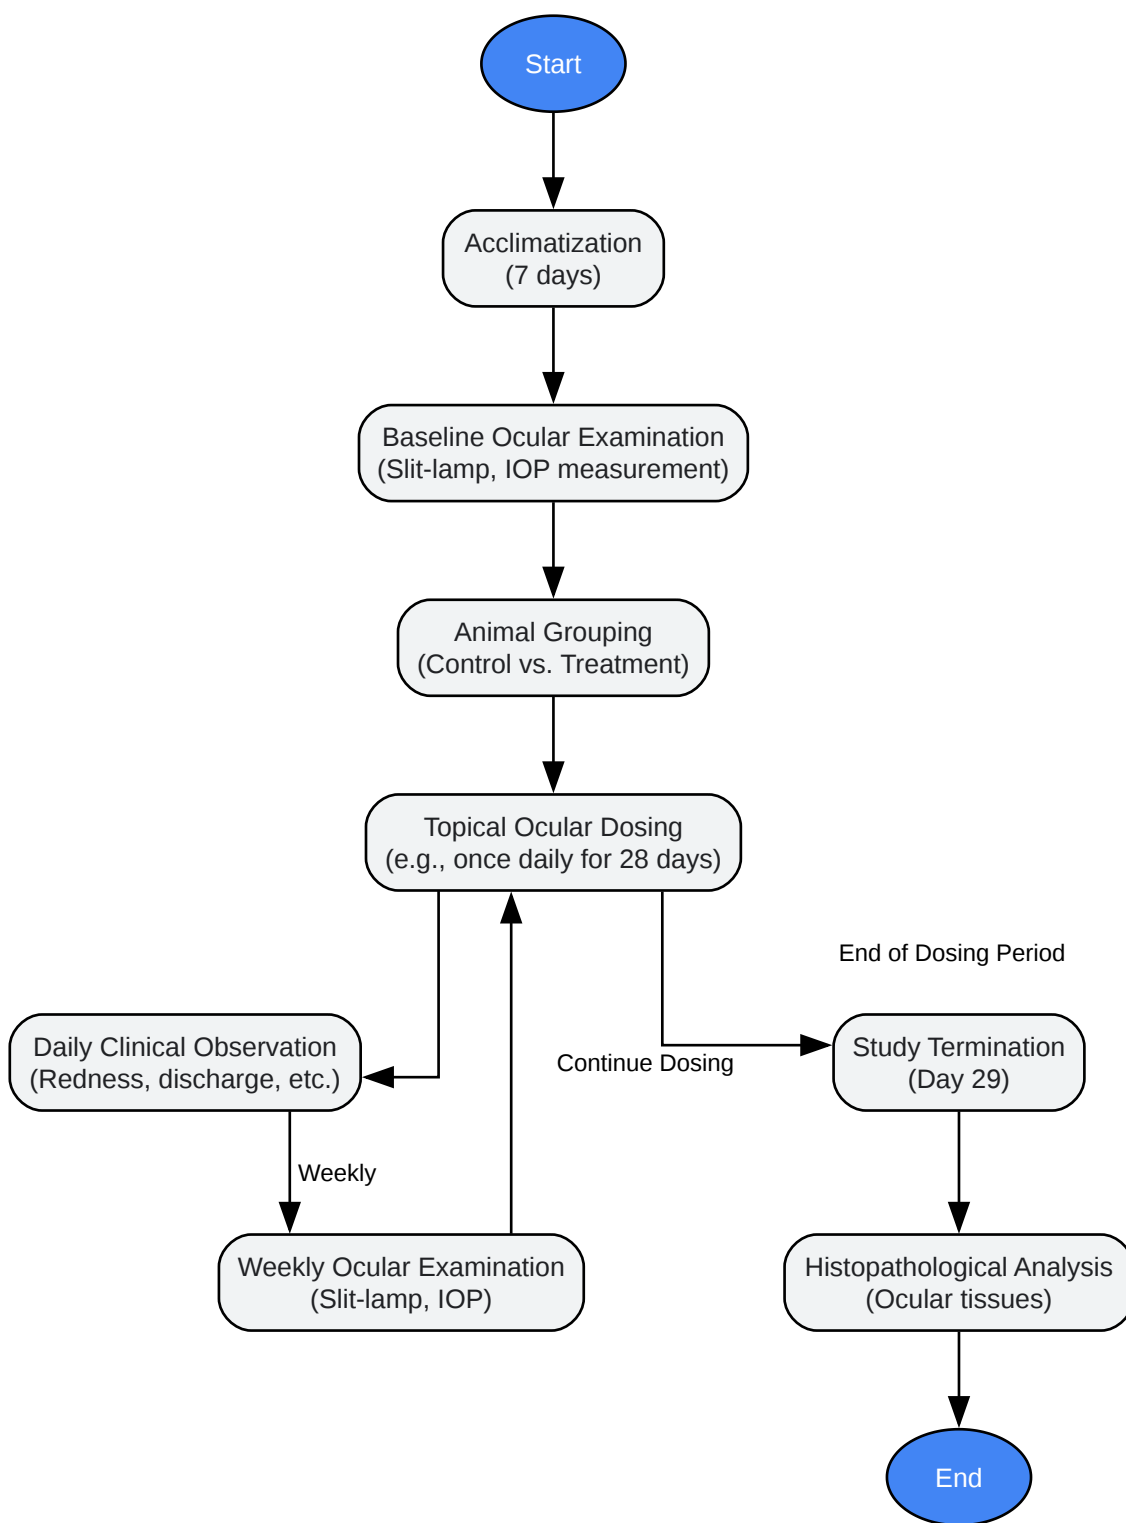 Start
Acclimatization
(7 days)
Baseline Ocular Examination
(Slit-lamp, IOP measurement)
Animal Grouping
(Control vs. Treatment)
Topical Ocular Dosing
(e.g., once daily for 28 days)
End of Dosing Period
Daily Clinical Observation
(Redness, discharge, etc.)
Continue Dosing
Study Termination
(Day 29)
Weekly
Weekly Ocular Examination
(Slit-lamp, IOP)
Histopathological Analysis
(Ocular tissues)
End